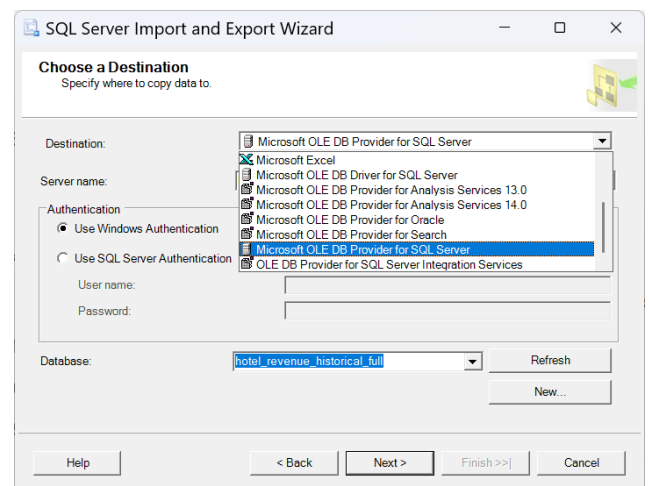 SQL Server Import and Export Wizard
Choose a Destination
Specify where to copy data to.
Destination:
Microsoft OLE DB Provider for SQL Server
Microsoft Excel
Microsoft OLE DB Driver for SQL Server
Microsoft OLE DB Provider for Analysis Services 13.0
Microsoft OLE DB Provider for Analysis Services 14.0
Microsoft OLE DB Provider for Oracle
Microsoft OLE DB Provider for Search
Microsoft OLE DB Provider for SQL Server
OLE DB Provider for SQL Server Integration Services
Server name:
Authentication
Use Windows Authentication
Use SQL Server Authentication
User name:
Password:
Database:
hotel_revenue_historical_full
Refresh
New...
Help
< Back
Next >
Finish >>|
Cancel